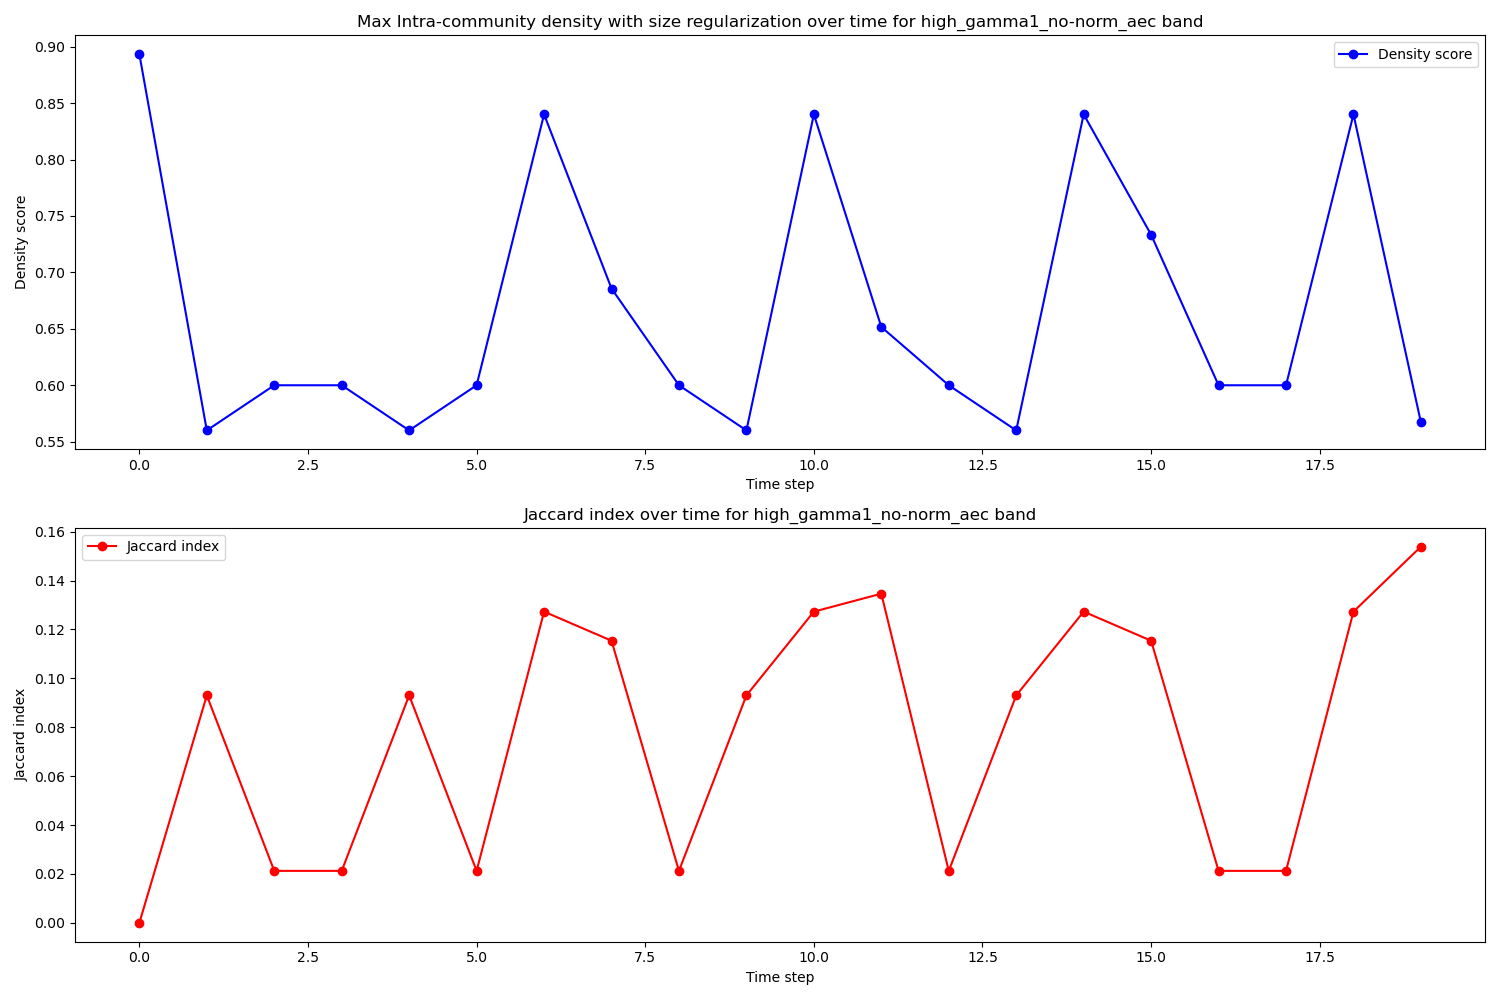 Max Intra-community density with size regularization over time for high_gamma1_no-norm_aec band
Density score
0.90
0.85
0.80
0.75
0.70
0.65
0.60
0.55
Density score
0.0 2.5 5.0 7.5 10.0 12.5 15.0 17.5
Time step
Jaccard index over time for high_gamma1_no-norm_aec band
Jaccard index
0.16
0.14
0.12
0.10
0.08
0.06
0.04
0.02
0.00
Jaccard index
0.0 2.5 5.0 7.5 10.0 12.5 15.0 17.5
Time step